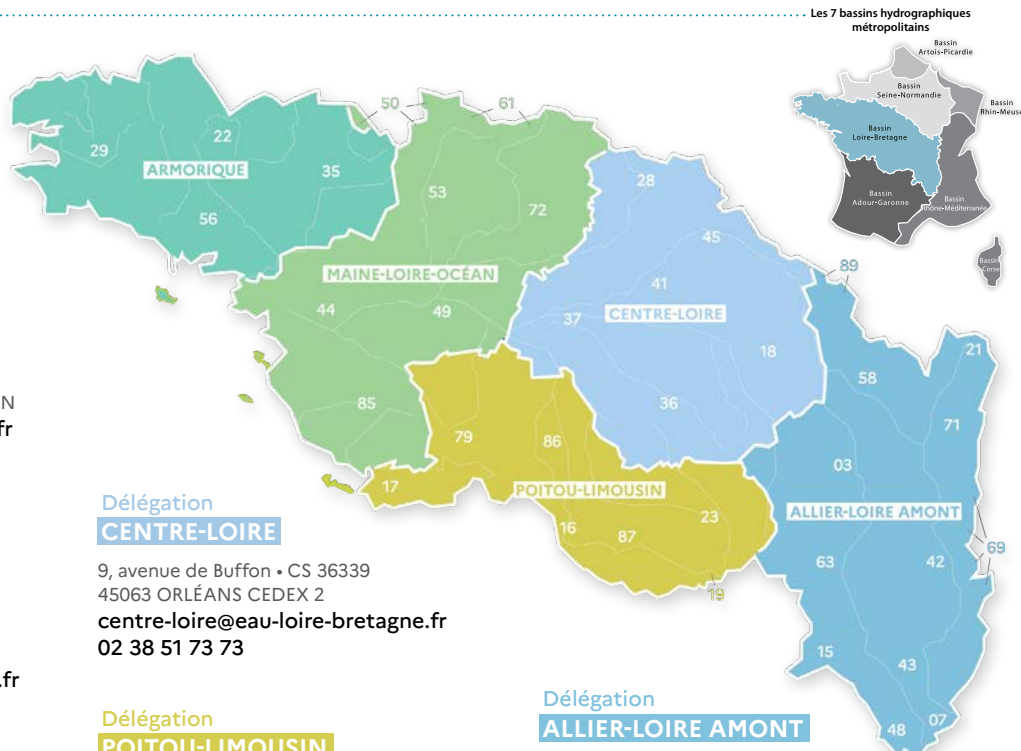 Les 7 bassins hydrographiques
métropolitains
Bassin
Artois-Picardie
Bassin
Seine-Normandie
Bassin
Rhin-Meuse
Bassin
Loire-Bretagne
Bassin
Adour-Garonne
Bassin
Rhône-Méditerranée
Bassin
Corse
50
61
29
22
35
ARMORIQUE
56
53
72
28
45
MAINE-LOIRE-OCÉAN
41
89
44
49
37
CENTRE-LOIRE
18
21
58
85
36
71
79
86
03
17
POITOU-LIMOUSIN
ALLIER-LOIRE AMONT
16
87
23
69
63
42
19
15
43
48
07
N
fr
.fr
Délégation
CENTRE-LOIRE
9, avenue de Buffon • CS 36339
45063 ORLÉANS CEDEX 2
centre-loire@eau-loire-bretagne.fr
02 38 51 73 73
Délégation
POITOU-LIMOUSIN
Délégation
ALLIER-LOIRE AMONT